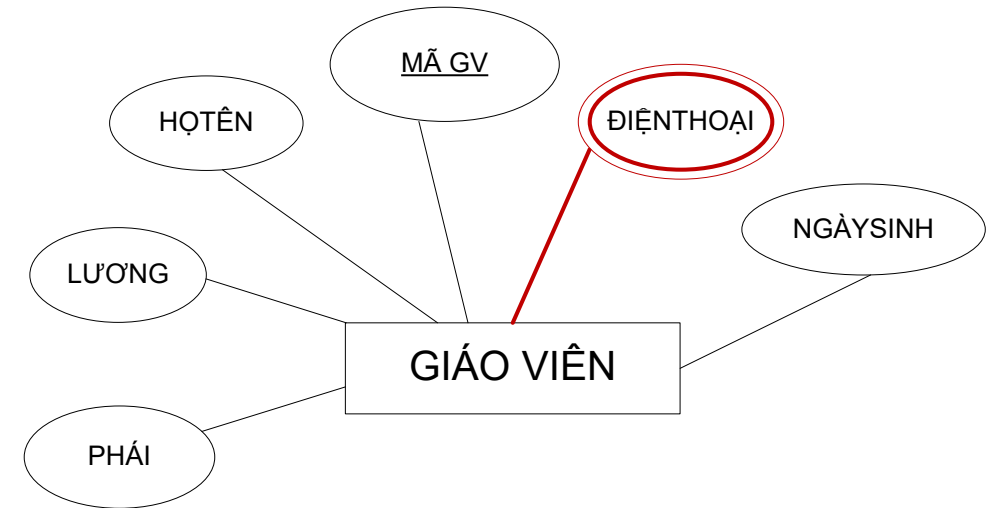 MÃ GV
HỌTÊN
ĐIỆNTHOẠI
NGÀYSINH
LƯƠNG
GIÁO VIÊN
PHÁI